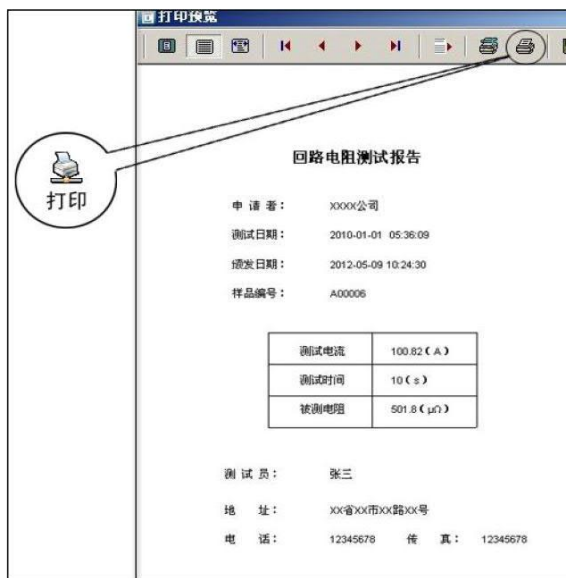 打印预览
打印
回路电阻测试报告
申 请 者： XXXX公司
测试日期： 2010-01-01 05:36:09
颁发日期： 2012-05-09 10:24:30
样品编号： A00006
测试电流 100.82（A）
测试时间 10（s）
被测电阻 501.8（μΩ）
测 试 员： 张三
地 址： XX省XX市XX路XX号
电 话： 12345678 传 真： 12345678